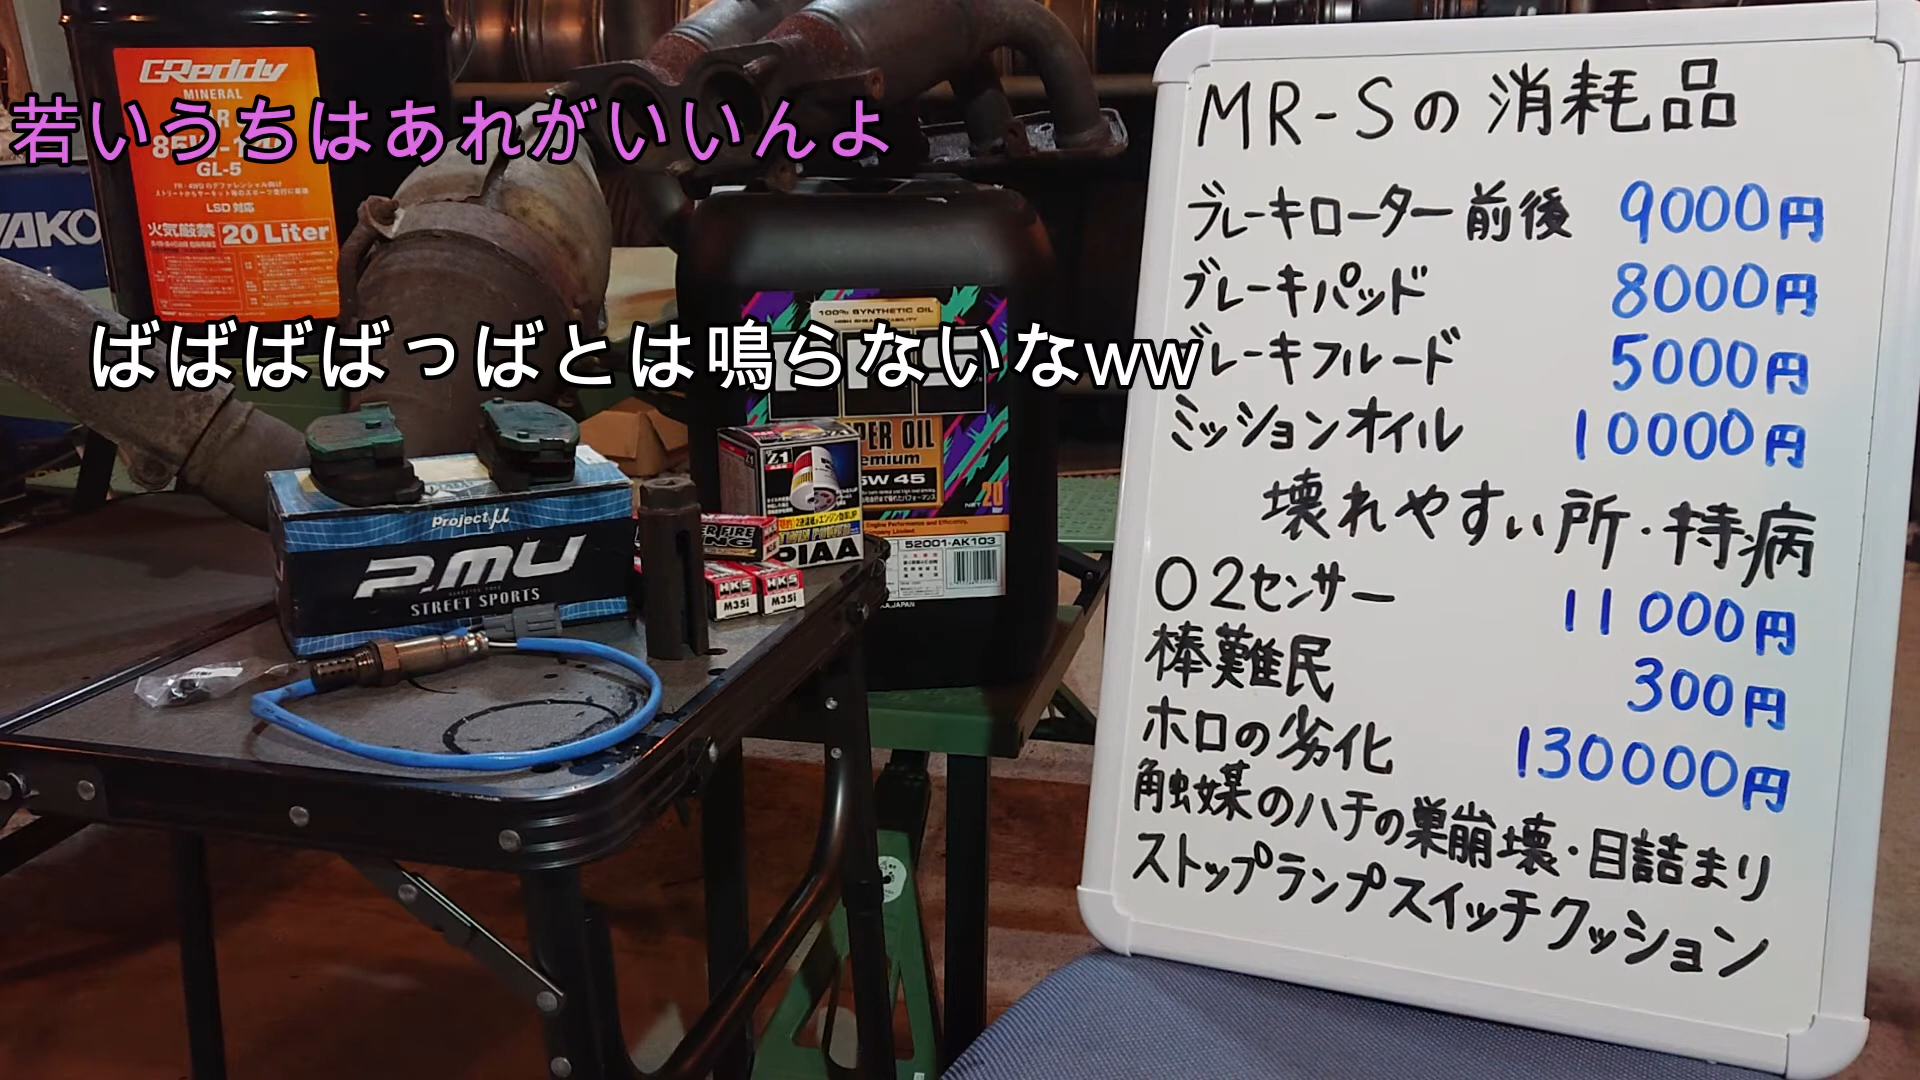 GReddy
MINERAL
GL-5
LSD 対応
火気厳禁
20 Liter
若いうちはあれがいいんよ
ばばばばっばとは鳴らないなww
100% SYNTHETIC OIL
emium
5W 45
52001-AK103
Project μ
P.MU
STREET SPORTS
Z1
PIAA
HKS
M35i
HKS
M35i
MR-Sの消耗品
ブレーキローター前後 9000円
ブレーキパッド 8000円
ブレーキフルード 5000円
ミッションオイル 10000円
壊れやすい所・持病
O2センサー 11000円
棒難民 300円
ホロの劣化 130000円
触媒のハチの巣崩壊・目詰まり
ストップランプスイッチクッション